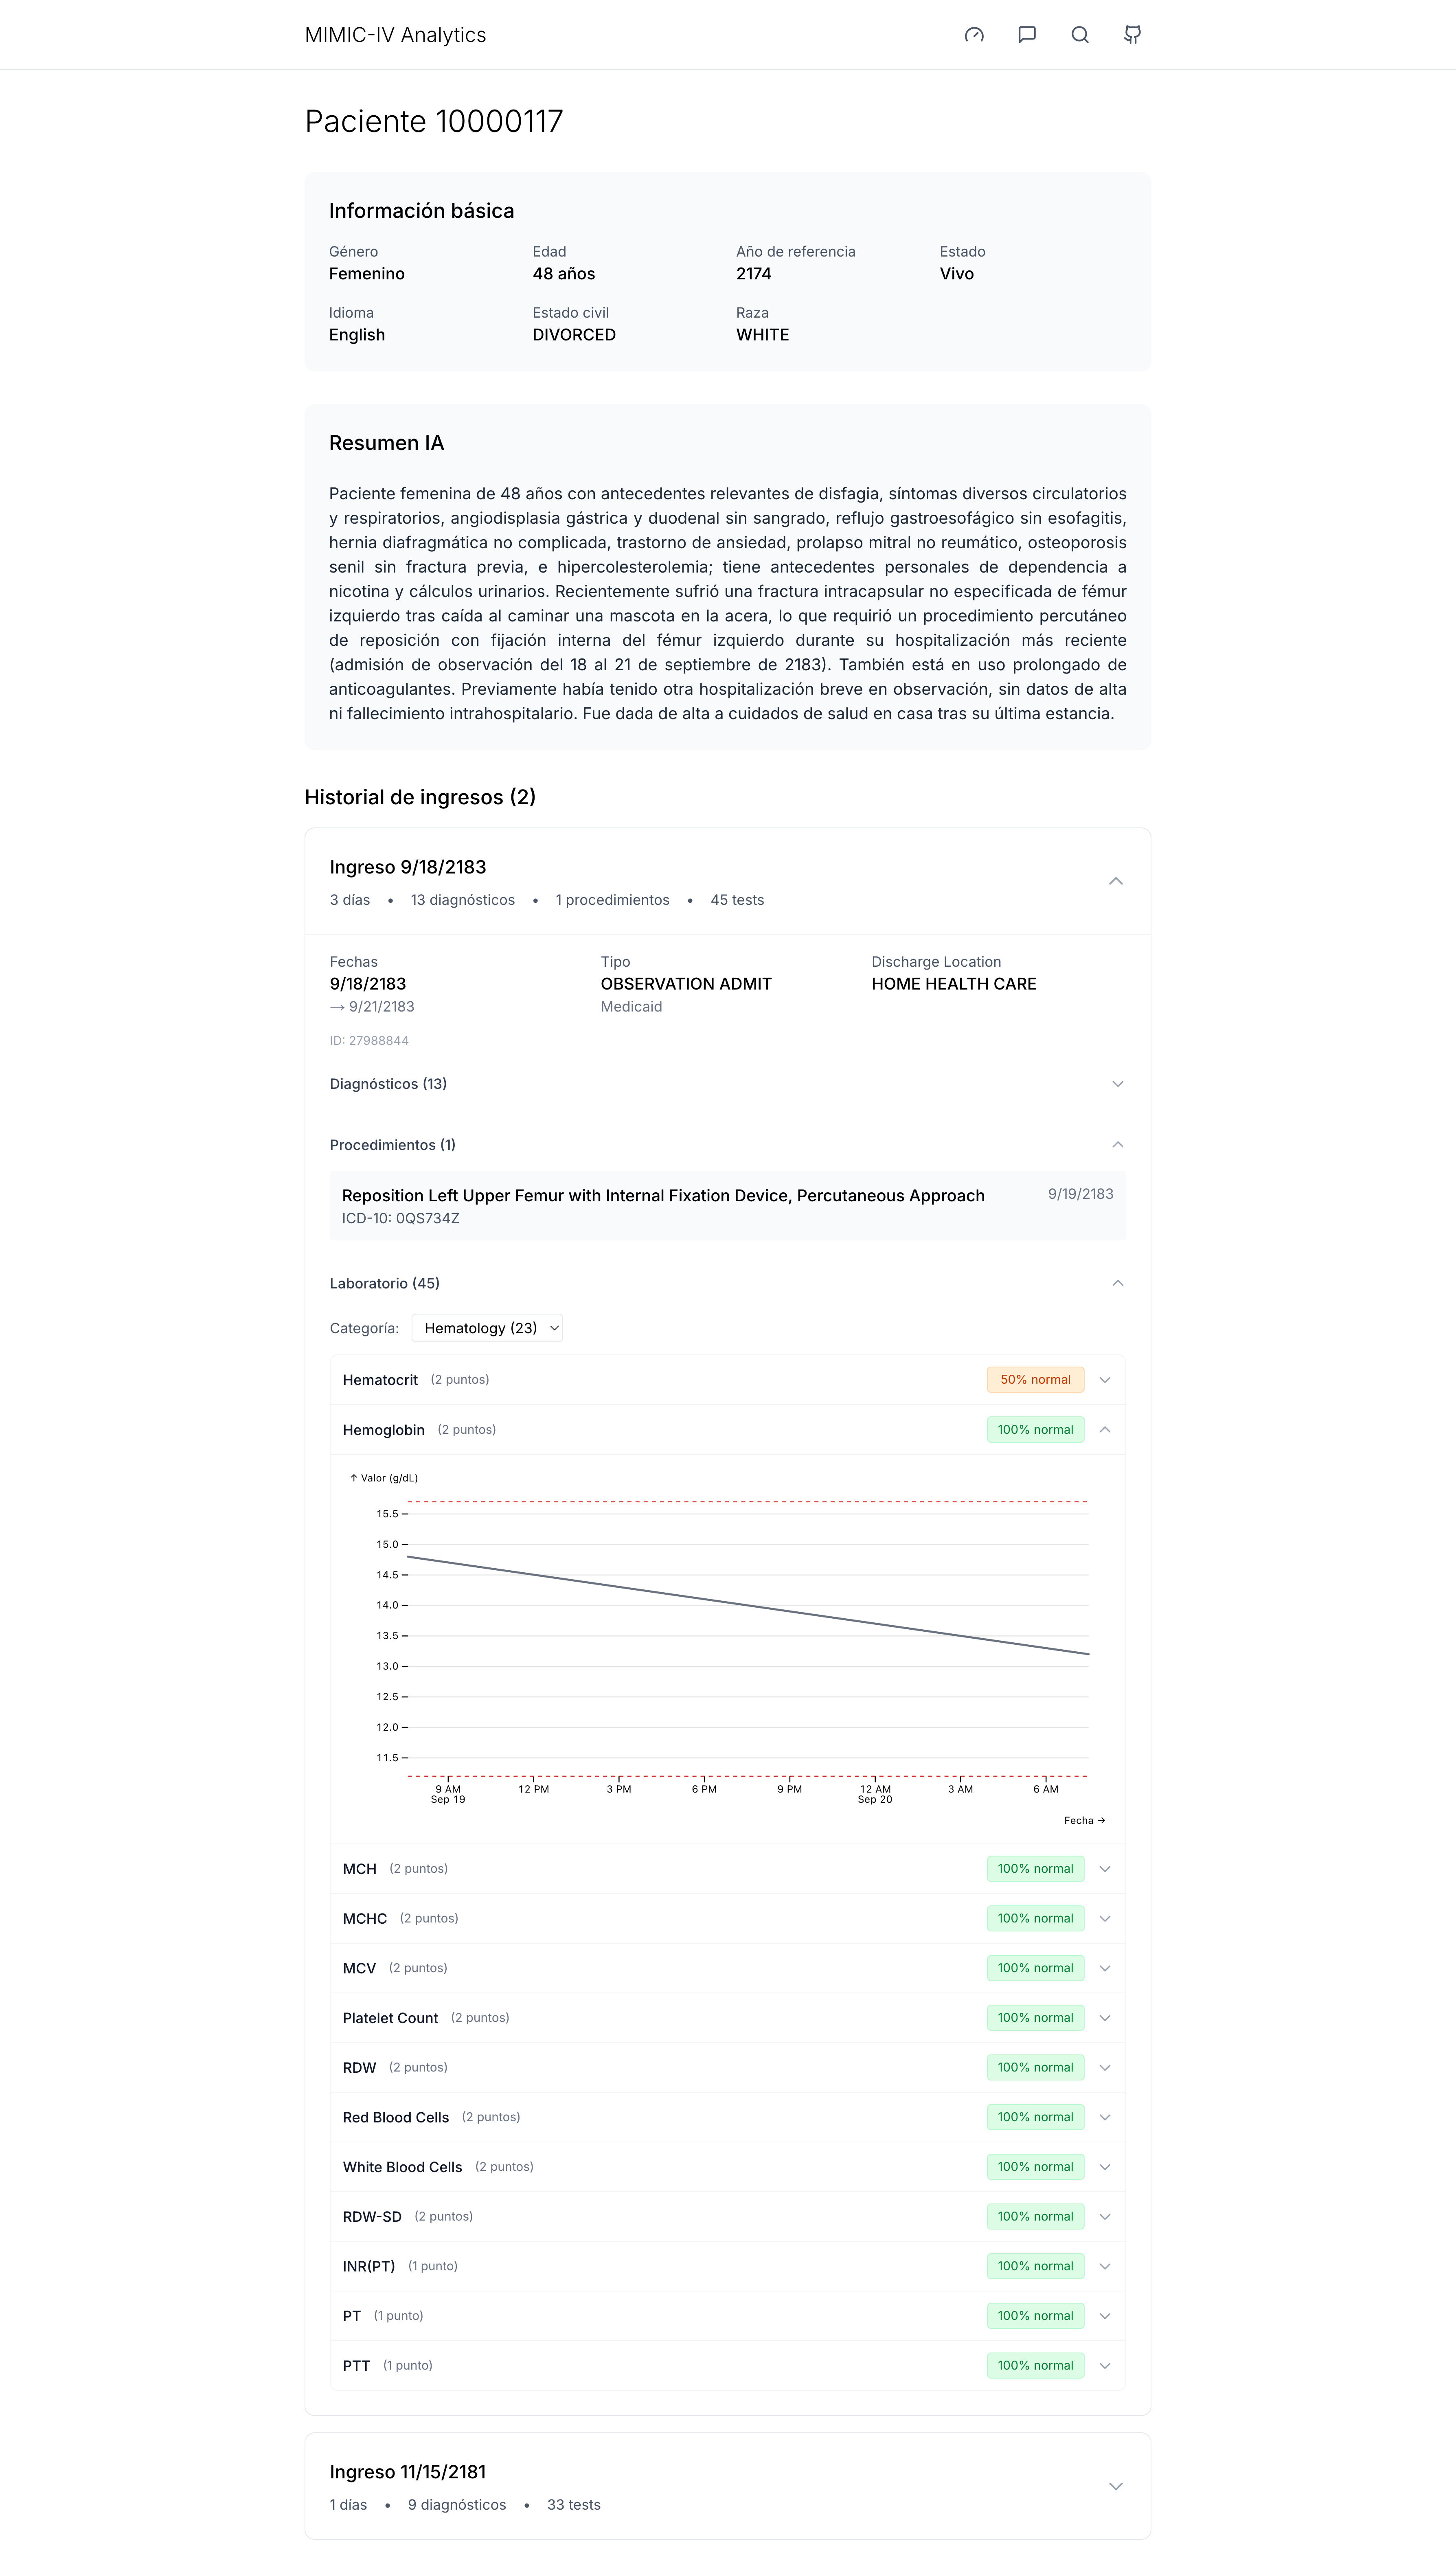 MIMIC-IV Analytics
Paciente 10000117
Información básica
Género
Femenino
Edad
48 años
Año de referencia
2174
Estado
Vivo
Idioma
English
Estado civil
DIVORCED
Raza
WHITE
Resumen IA
Paciente femenina de 48 años con antecedentes relevantes de disfagia, síntomas diversos circulatorios
y respiratorios, angiodisplasia gástrica y duodenal sin sangrado, reflujo gastroesofágico sin esofagitis,
hernia diafragmática no complicada, trastorno de ansiedad, prolapso mitral no reumático, osteoporosis
senil sin fractura previa, e hipercolesterolemia; tiene antecedentes personales de dependencia a
nicotina y cálculos urinarios. Recientemente sufrió una fractura intracapsular no especificada de fémur
izquierdo tras caída al caminar una mascota en la acera, lo que requirió un procedimiento percutáneo
de reposición con fijación interna del fémur izquierdo durante su hospitalización más reciente
(admisión de observación del 18 al 21 de septiembre de 2183). También está en uso prolongado de
anticoagulantes. Previamente había tenido otra hospitalización breve en observación, sin datos de alta
ni fallecimiento intrahospitalario. Fue dada de alta a cuidados de salud en casa tras su última estancia.
Historial de ingresos (2)
Ingreso 9/18/2183
3 días • 13 diagnósticos • 1 procedimientos • 45 tests
Fechas
9/18/2183
→ 9/21/2183
Tipo
OBSERVATION ADMIT
Medicaid
Discharge Location
HOME HEALTH CARE
ID: 27988844
Diagnósticos (13)
Procedimientos (1)
Reposition Left Upper Femur with Internal Fixation Device, Percutaneous Approach 9/19/2183
ICD-10: 0QS734Z
Laboratorio (45)
Categoría: Hematology (23)
Hematocrit (2 puntos) 50% normal
Hemoglobin (2 puntos) 100% normal
↑ Valor (g/dL)
15.5
15.0
14.5
14.0
13.5
13.0
12.5
12.0
11.5
9 AM 12 PM 3 PM 6 PM 9 PM 12 AM 3 AM 6 AM
Sep 19 Sep 20
Fecha →
MCH (2 puntos) 100% normal
MCHC (2 puntos) 100% normal
MCV (2 puntos) 100% normal
Platelet Count (2 puntos) 100% normal
RDW (2 puntos) 100% normal
Red Blood Cells (2 puntos) 100% normal
White Blood Cells (2 puntos) 100% normal
RDW-SD (2 puntos) 100% normal
INR(PT) (1 punto) 100% normal
PT (1 punto) 100% normal
PTT (1 punto) 100% normal
Ingreso 11/15/2181
1 días • 9 diagnósticos • 33 tests